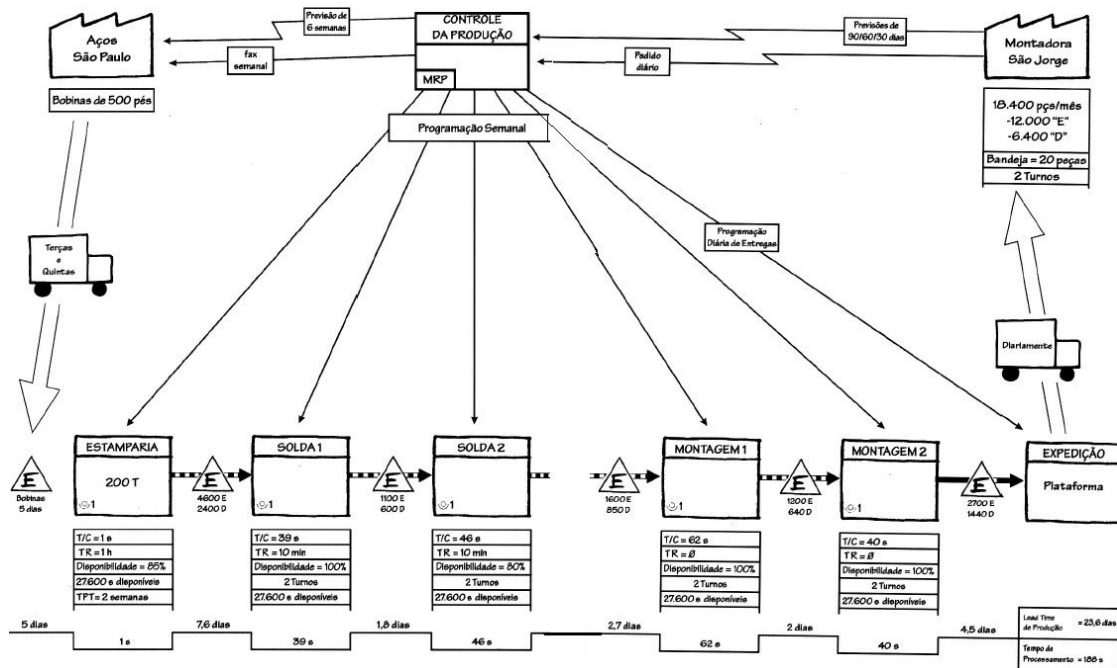 Aços
São Paulo
Previsão de
6 semanas
fax
semanal
CONTROLE
DA PRODUÇÃO
MRP
Previsões de
90/60/30 dias
Pedido
diário
Montadora
São Jorge
Bobinas de 500 pés
Programação Semanal
18.400 pçs/mês
-12.000 "E"
-6.400 "D"
Bandeja = 20 peças
2 Turnos
Terças
e
Quintas
Programação
Diária de Entregas
Diariamente
E
Bobinas
5 dias
ESTAMPARIA
200 T
1
E
4600 E
2400 D
SOLDA 1
1
E
1100 E
600 D
SOLDA 2
1
E
1600 E
850 D
MONTAGEM 1
1
E
1200 E
640 D
MONTAGEM 2
1
E
2700 E
1440 D
EXPEDIÇÃO
Plataforma
T/C = 1 s
TR = 1 h
Disponibilidade = 85%
27.600 s disponíveis
TPT = 2 semanas
T/C = 39 s
TR = 10 min
Disponibilidade = 100%
2 Turnos
27.600 s disponíveis
T/C = 46 s
TR = 10 min
Disponibilidade = 80%
2 Turnos
27.600 s disponíveis
T/C = 62 s
TR = Ø
Disponibilidade = 100%
2 Turnos
27.600 s disponíveis
T/C = 40 s
TR = Ø
Disponibilidade = 100%
2 Turnos
27.600 s disponíveis
5 dias
1 s
7,6 dias
39 s
1,8 dias
46 s
2,7 dias
62 s
2 dias
40 s
4,5 dias
Lead Time
de Produção = 23,6 dias
Tempo de
Processamento = 188 s